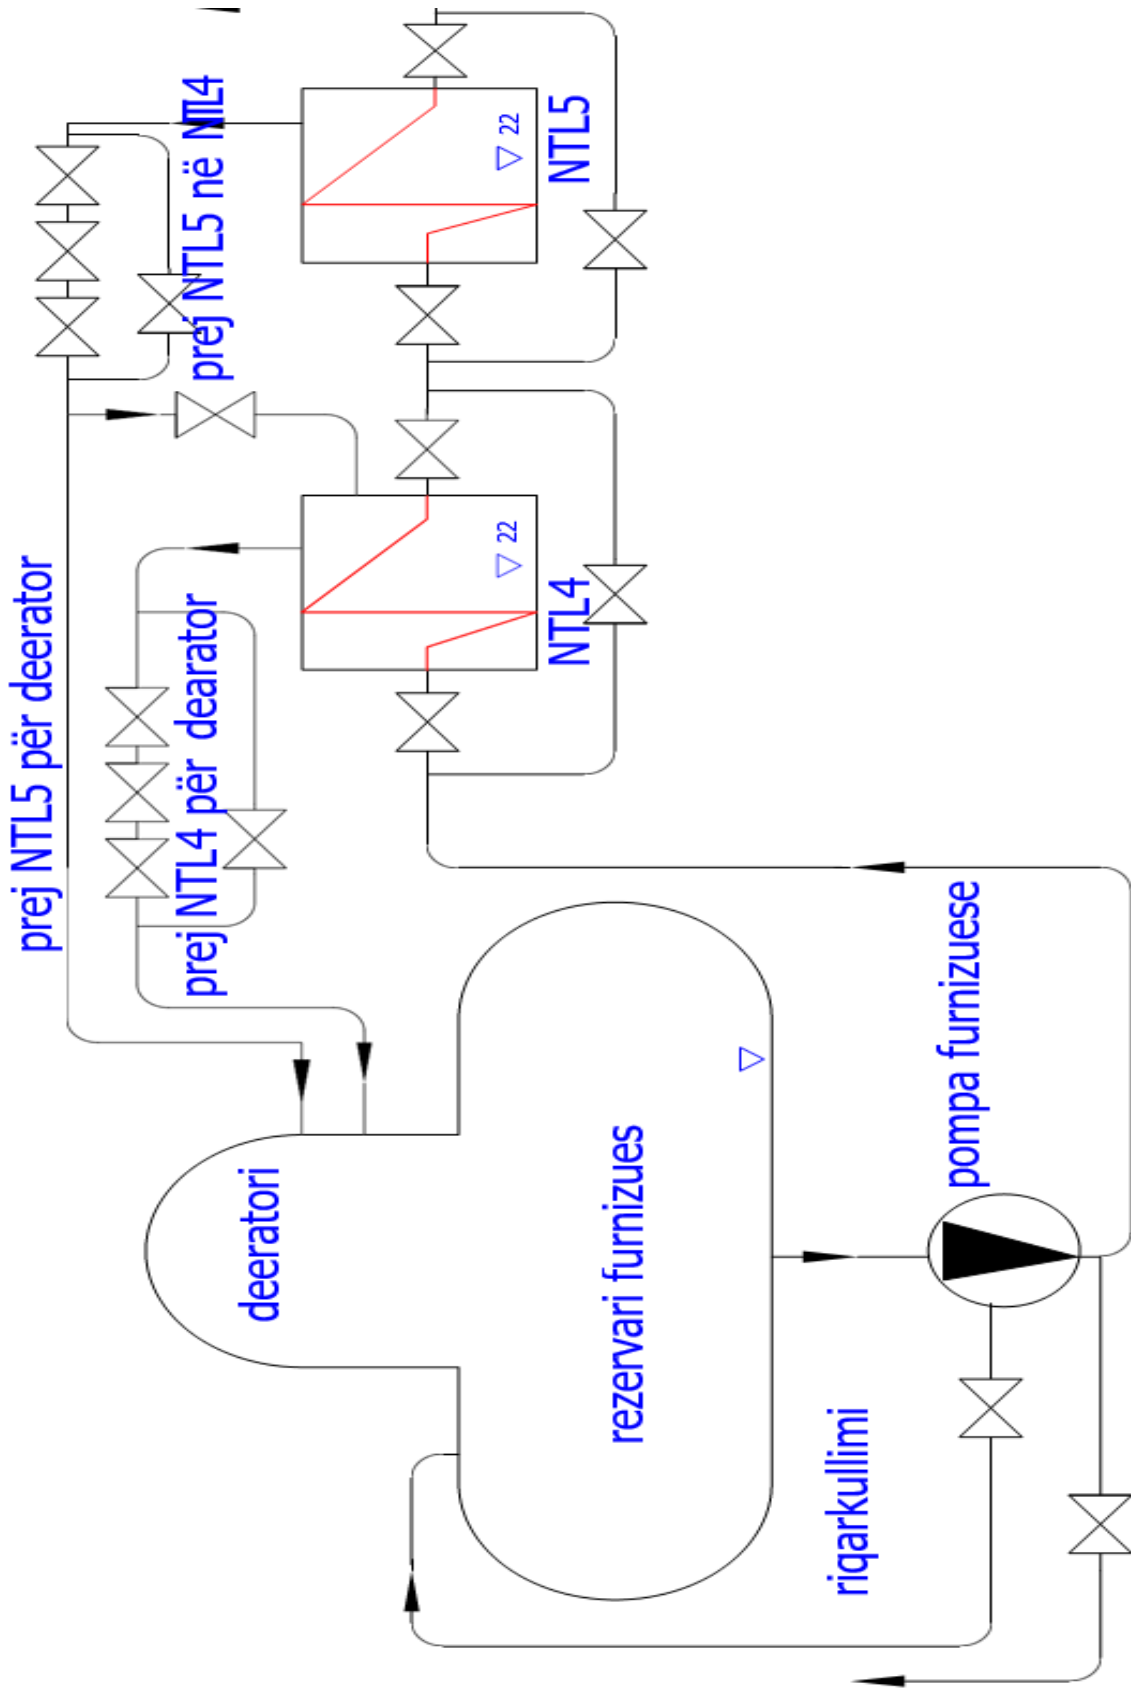 prej NTL5 për deerator
prej NTL5 në NTL4
prej NTL4 për dearator
22
NTL5
22
NTL4
deeratori
rezervari furnizues
pompa furnizuese
riqarkullimi